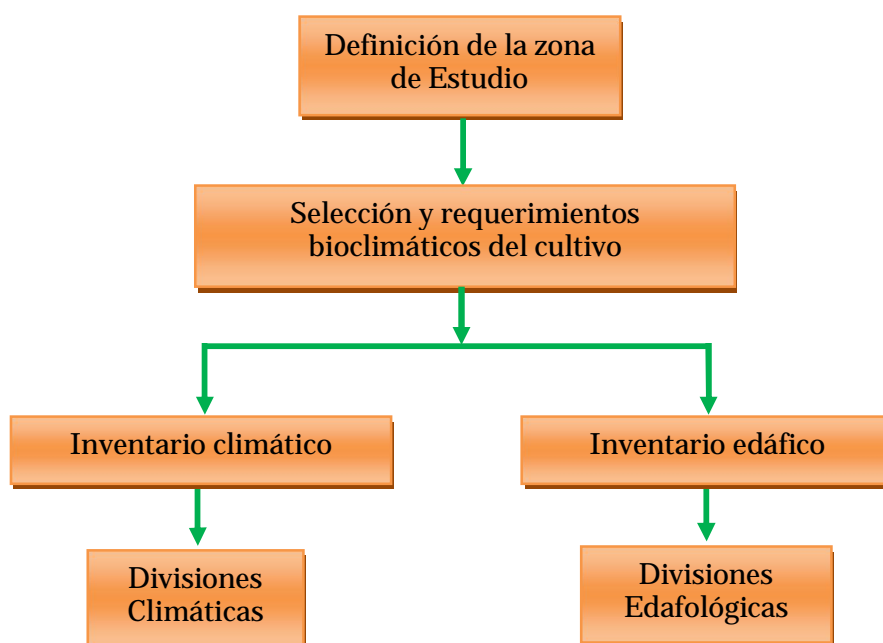 Definición de la zona
de Estudio
Selección y requerimientos
bioclimáticos del cultivo
Inventario climático
Inventario edáfico
Divisiones
Climáticas
Divisiones
Edafológicas